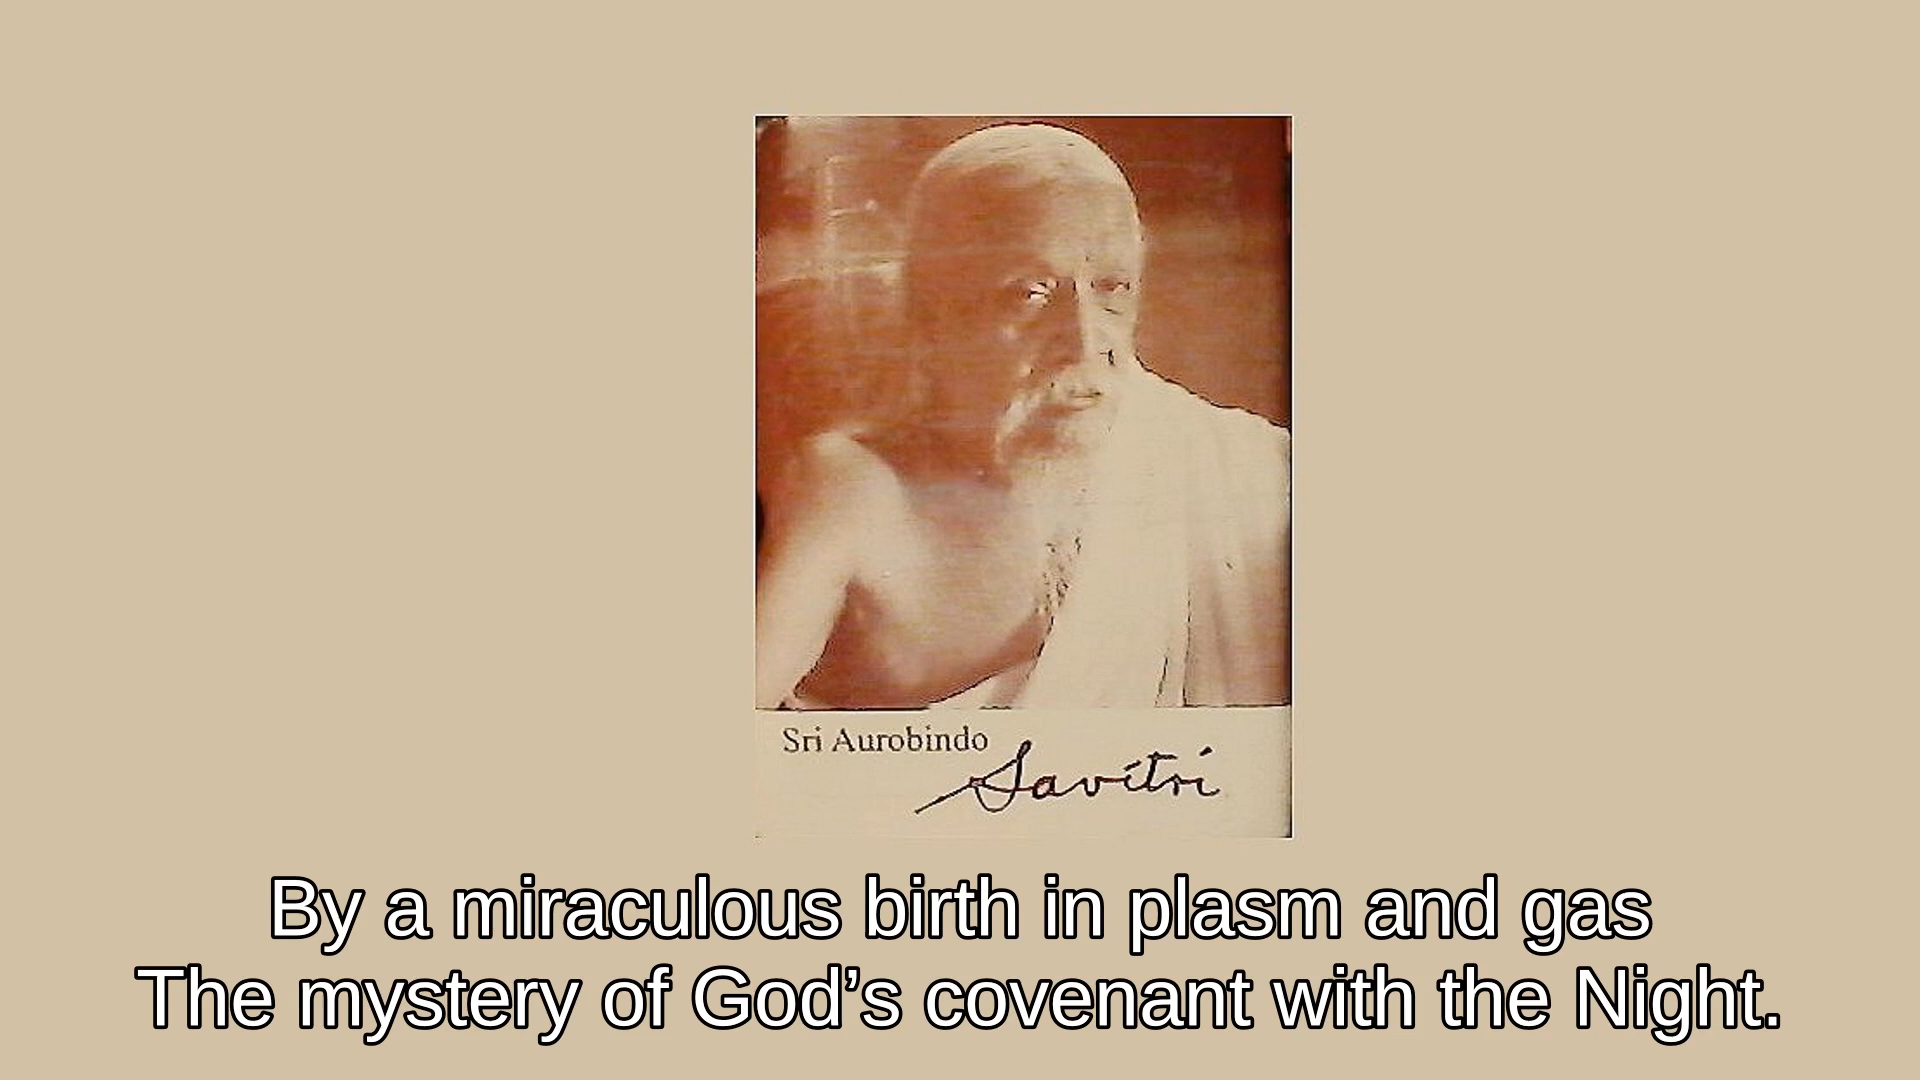 Sri Aurobindo
Savitri
By a miraculous birth in plasm and gas
The mystery of God’s covenant with the Night.